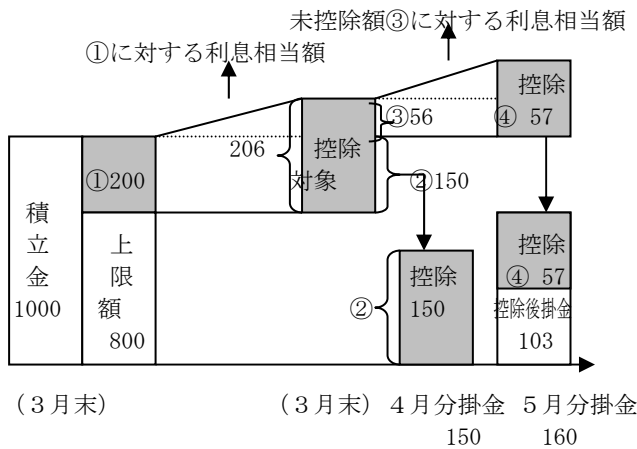 未控除額③に対する利息相当額
①に対する利息相当額
控除
④ 57
③56
206
控除
対象
①200
②150
積
立
金
1000
上
限
額
800
控除
④ 57
控除
150
②
控除後掛金
103
(３月末)
(３月末)
４月分掛金
５月分掛金
150
160